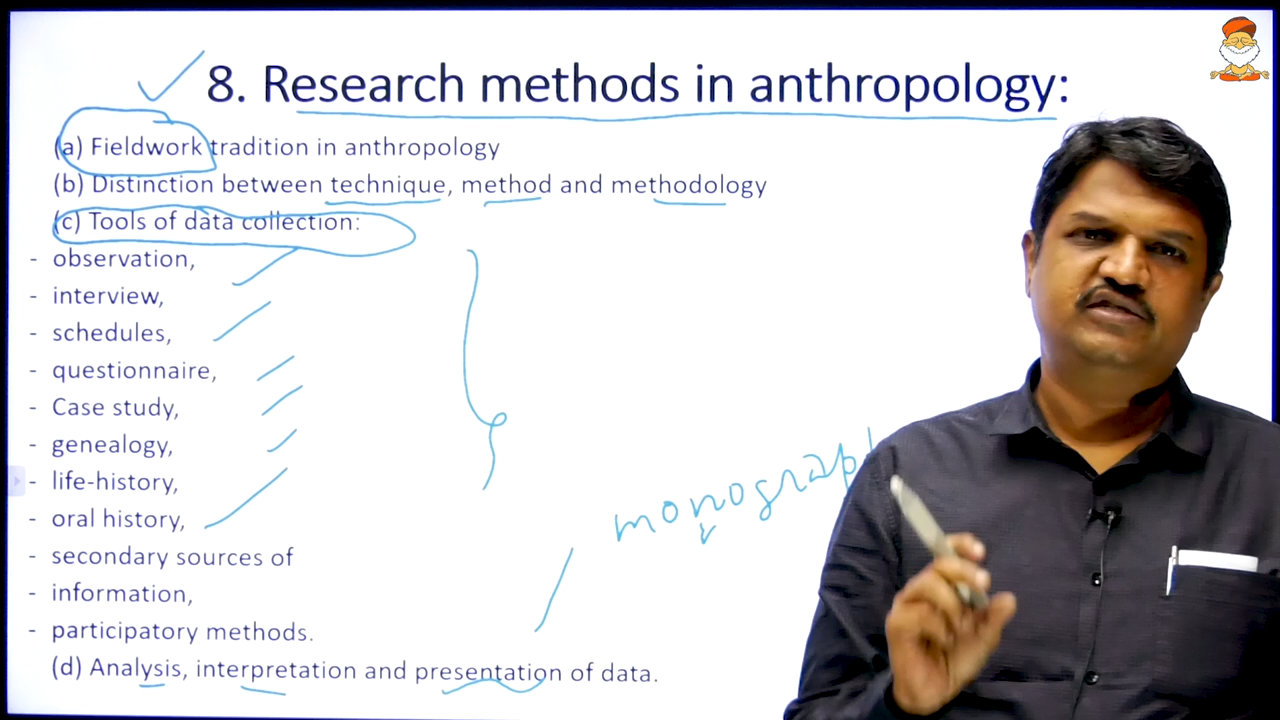 8. Research methods in anthropology:
(a) Fieldwork tradition in anthropology
(b) Distinction between technique, method and methodology
(c) Tools of data collection:
- observation,
- interview,
- schedules,
- questionnaire,
- Case study,
- genealogy,
- life-history,
- oral history,
- secondary sources of
- information,
- participatory methods.
(d) Analysis, interpretation and presentation of data.
monograph